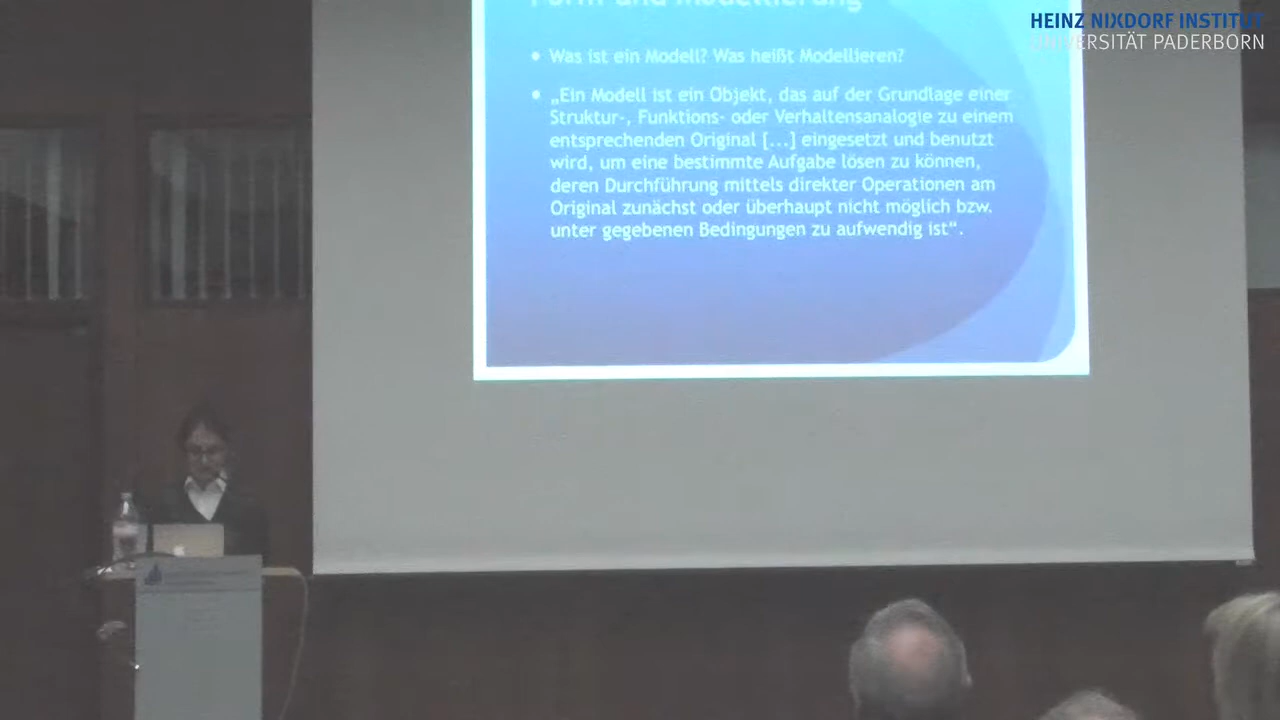 HEINZ NIXDORF INSTITUT
UNIVERSITÄT PADERBORN
Form und Modellierung
• Was ist ein Modell? Was heißt Modellieren?
• „Ein Modell ist ein Objekt, das auf der Grundlage einer
Struktur-, Funktions- oder Verhaltensanalogie zu einem
entsprechenden Original [...] eingesetzt und benutzt
wird, um eine bestimmte Aufgabe lösen zu können,
deren Durchführung mittels direkter Operationen am
Original zunächst oder überhaupt nicht möglich bzw.
unter gegebenen Bedingungen zu aufwendig ist“.